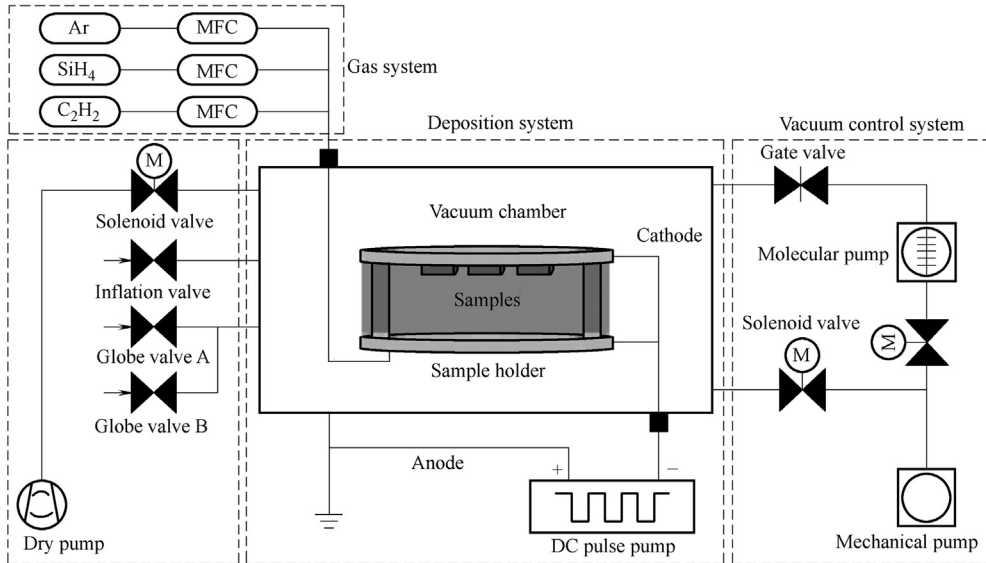 Ar
MFC
SiH4
MFC
Gas system
C2H2
MFC
Deposition system
Vacuum control system
M
Gate valve
Solenoid valve
Vacuum chamber
Cathode
Molecular pump
Inflation valve
Samples
Solenoid valve
M
M
Globe valve A
Sample holder
Globe valve B
Anode
+
−
Dry pump
DC pulse pump
Mechanical pump